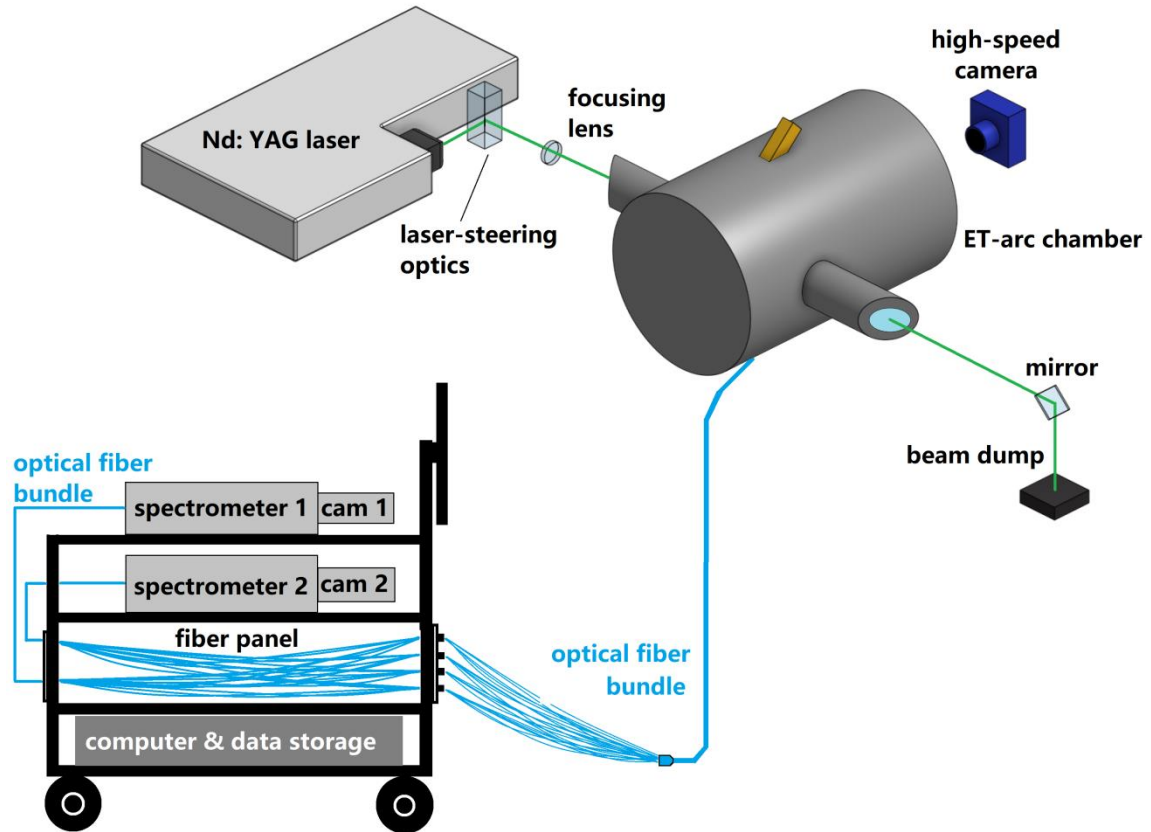 high-speed
camera
focusing
lens
Nd: YAG laser
laser-steering
optics
ET-arc chamber
mirror
beam dump
optical fiber
bundle
spectrometer 1 cam 1
spectrometer 2 cam 2
fiber panel
optical fiber
bundle
computer & data storage